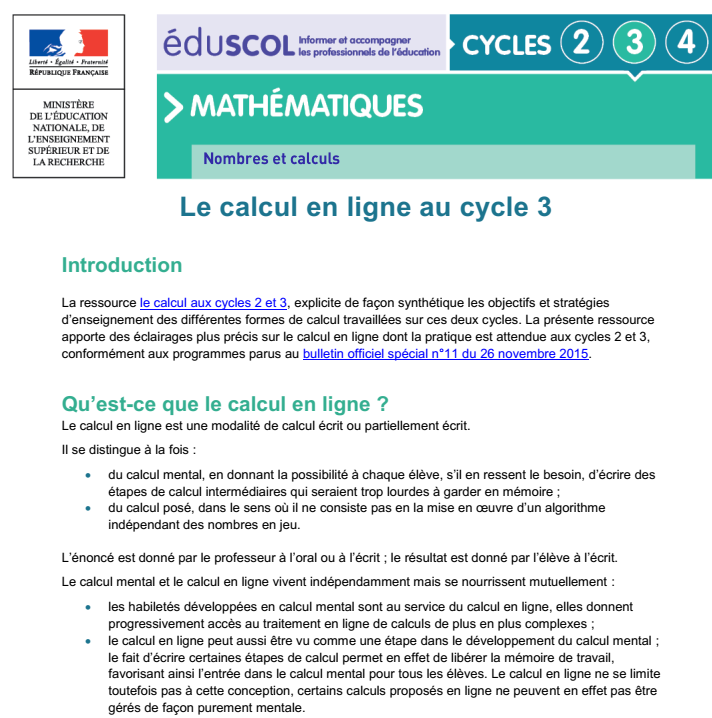 Liberté • Égalité • Fraternité
RÉPUBLIQUE FRANÇAISE
MINISTÈRE
DE L'ÉDUCATION
NATIONALE, DE
L'ENSEIGNEMENT
SUPÉRIEUR ET DE
LA RECHERCHE
éduSCOL Informer et accompagner
les professionnels de l'éducation
CYCLES 2 3 4
MATHÉMATIQUES
Nombres et calculs
Le calcul en ligne au cycle 3
Introduction
La ressource le calcul aux cycles 2 et 3, explicite de façon synthétique les objectifs et stratégies
d'enseignement des différentes formes de calcul travaillées sur ces deux cycles. La présente ressource
apporte des éclairages plus précis sur le calcul en ligne dont la pratique est attendue aux cycles 2 et 3,
conformément aux programmes parus au bulletin officiel spécial n°11 du 26 novembre 2015.
Qu'est-ce que le calcul en ligne ?
Le calcul en ligne est une modalité de calcul écrit ou partiellement écrit.
Il se distingue à la fois :
• du calcul mental, en donnant la possibilité à chaque élève, s'il en ressent le besoin, d'écrire des
étapes de calcul intermédiaires qui seraient trop lourdes à garder en mémoire ;
• du calcul posé, dans le sens où il ne consiste pas en la mise en œuvre d'un algorithme
indépendant des nombres en jeu.
L'énoncé est donné par le professeur à l'oral ou à l'écrit ; le résultat est donné par l'élève à l'écrit.
Le calcul mental et le calcul en ligne vivent indépendamment mais se nourrissent mutuellement :
• les habiletés développées en calcul mental sont au service du calcul en ligne, elles donnent
progressivement accès au traitement en ligne de calculs de plus en plus complexes ;
• le calcul en ligne peut aussi être vu comme une étape dans le développement du calcul mental ;
le fait d'écrire certaines étapes de calcul permet en effet de libérer la mémoire de travail,
favorisant ainsi l'entrée dans le calcul mental pour tous les élèves. Le calcul en ligne ne se limite
toutefois pas à cette conception, certains calculs proposés en ligne ne peuvent en effet pas être
gérés de façon purement mentale.